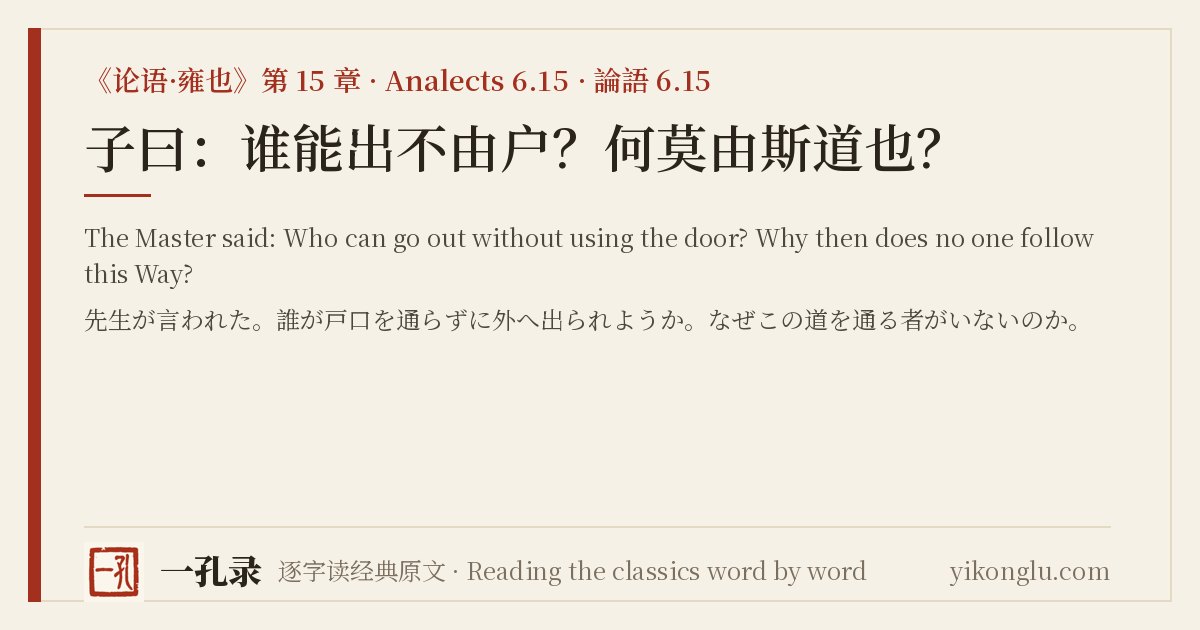 《论语·雍也》第 15 章 · Analects 6.15 · 論語 6.15
子曰：谁能出不由户？何莫由斯道也？
The Master said: Who can go out without using the door? Why then does no one follow
this Way?
先生が言われた。誰が戸口を通らずに外へ出られようか。なぜこの道を通る者がいないのか。
一孔
一孔录 逐字读经典原文 · Reading the classics word by word yikonglu.com